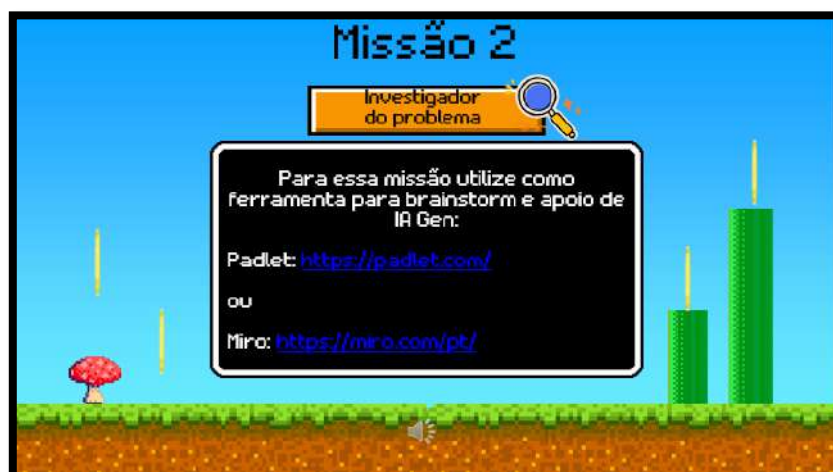 Missão 2
Investigador
do problema
Para essa missão utilize como
ferramenta para brainstorm e apoio de
IA Gen:
Padlet: https://padlet.com/
ou
Miro: https://miro.com/pt/